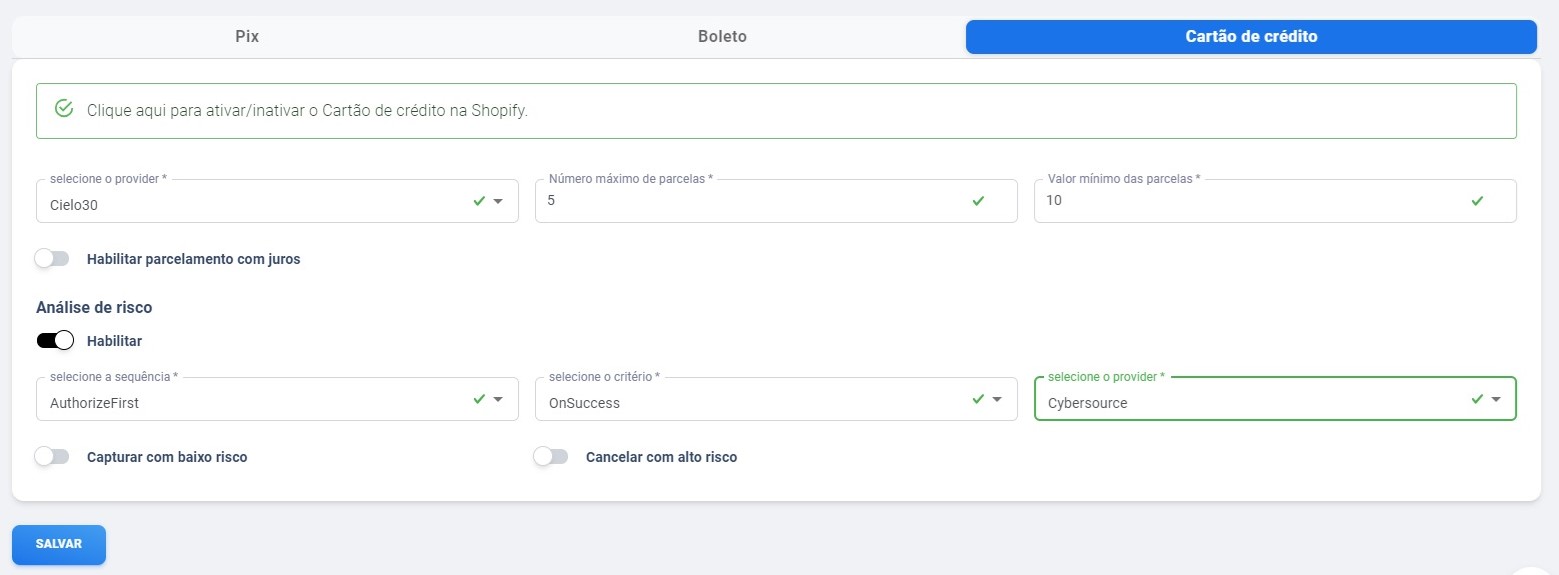 Pix
Boleto
Cartão de crédito
Clique aqui para ativar/inativar o Cartão de crédito na Shopify.
selecione o provider *
Número máximo de parcelas *
Valor mínimo das parcelas *
Cielo30
5
10
Habilitar parcelamento com juros
Análise de risco
Habilitar
selecione a sequência *
selecione o critério *
selecione o provider *
AuthorizeFirst
OnSuccess
Cybersource
Capturar com baixo risco
Cancelar com alto risco
SALVAR